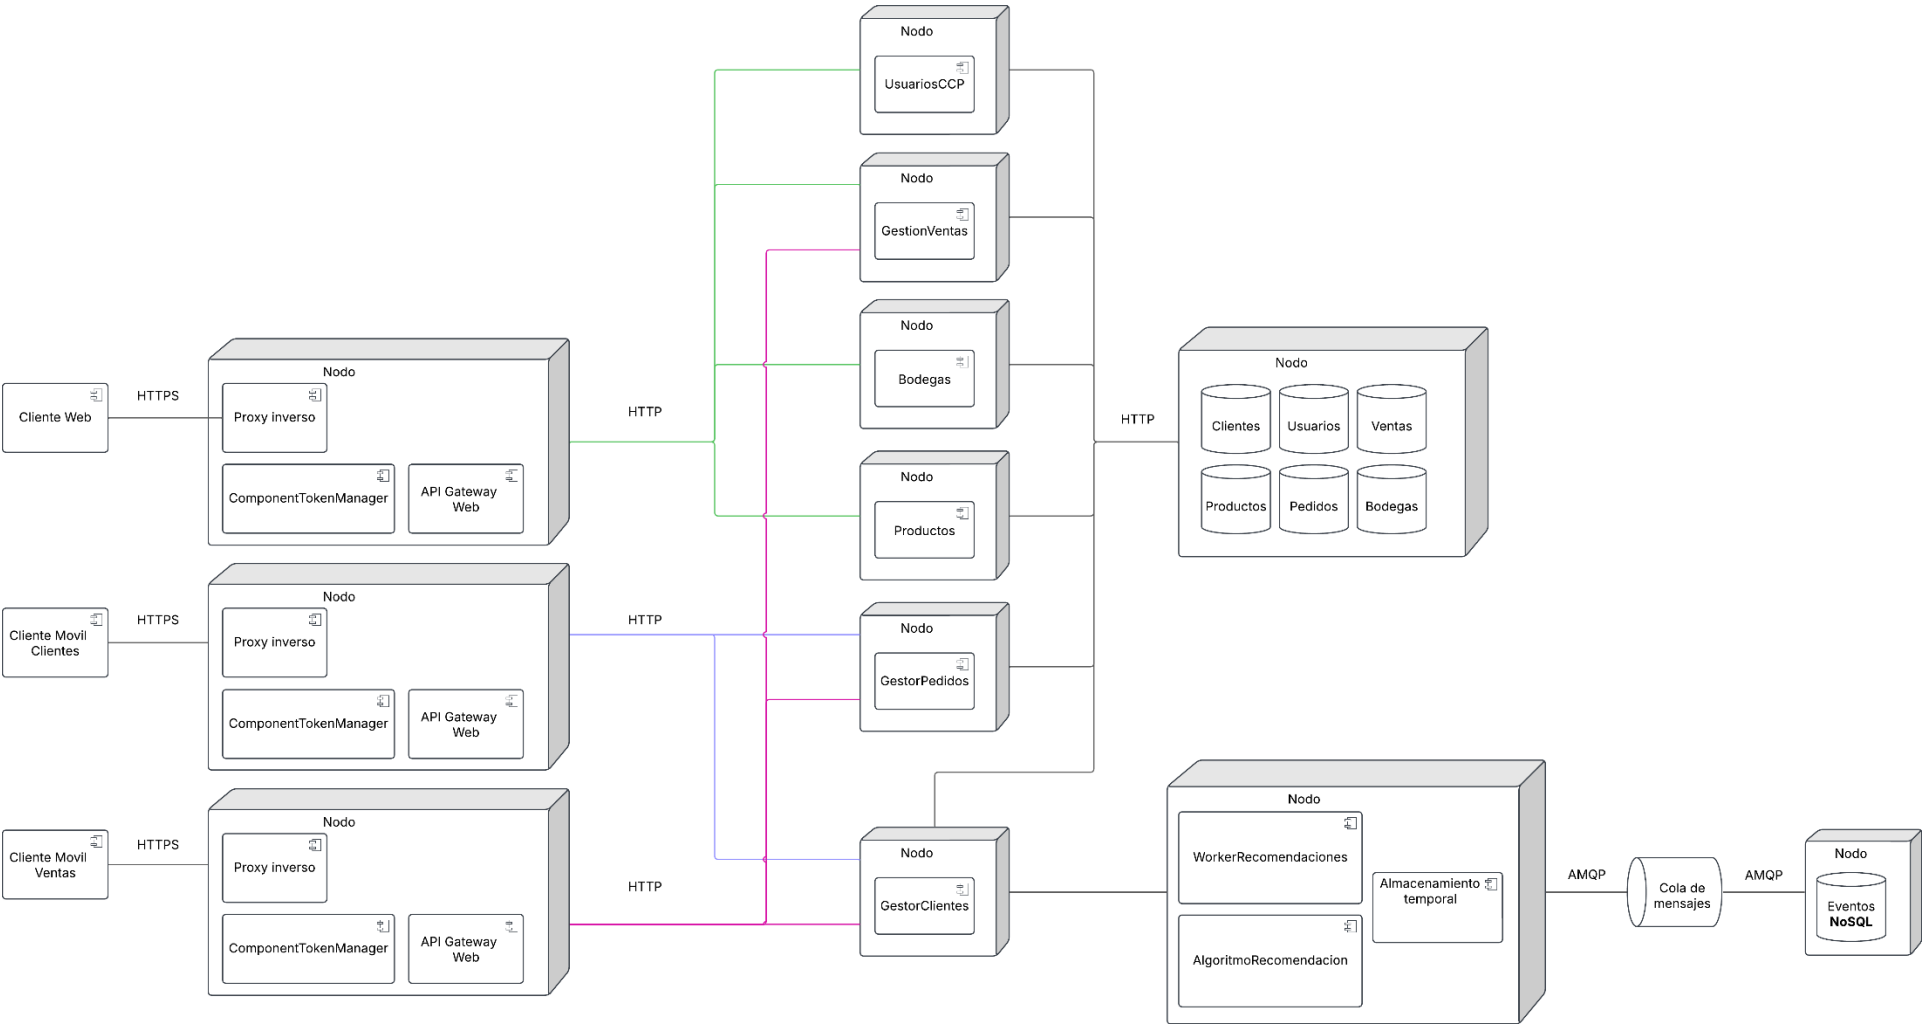 Nodo
UsuariosCCP
Nodo
GestionVentas
Nodo
Bodegas
Nodo
Productos
Nodo
GestorPedidos
Nodo
GestorClientes
Cliente Web
HTTPS
Nodo
Proxy inverso
ComponentTokenManager
API Gateway
Web
HTTP
Cliente Movil
Clientes
HTTPS
Nodo
Proxy inverso
ComponentTokenManager
API Gateway
Web
HTTP
Cliente Movil
Ventas
HTTPS
Nodo
Proxy inverso
ComponentTokenManager
API Gateway
Web
HTTP
HTTP
Nodo
Clientes
Usuarios
Ventas
Productos
Pedidos
Bodegas
Nodo
WorkerRecomendaciones
Almacenamiento
temporal
AlgoritmoRecomendacion
AMQP
Cola de
mensajes
AMQP
Nodo
Eventos
NoSQL